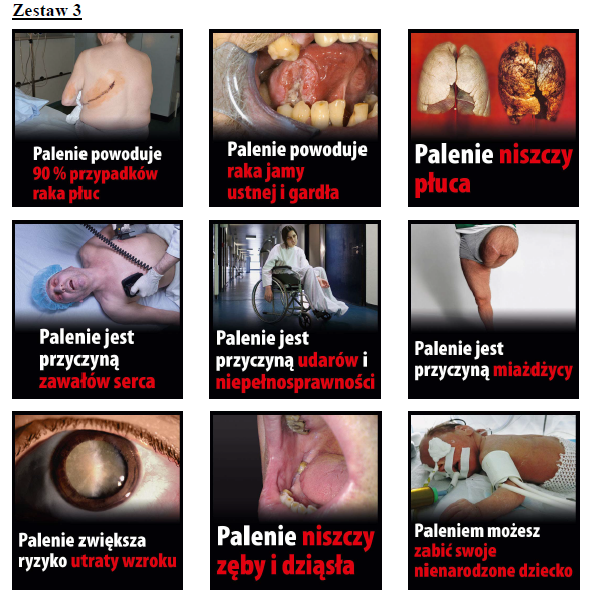 Zestaw 3
Palenie powoduje
90 % przypadków
raka płuc
Palenie powoduje
raka jamy
ustnej i gardła
Palenie niszczy
płuca
Palenie jest
przyczyną
zawałów serca
Palenie jest
przyczyną udarów i
niepełnosprawności
Palenie jest
przyczyną miażdżycy
Palenie zwiększa
ryzyko utraty wzroku
Palenie niszczy
zęby i dziąsła
Paleniem możesz
zabić swoje
nienarodzone dziecko